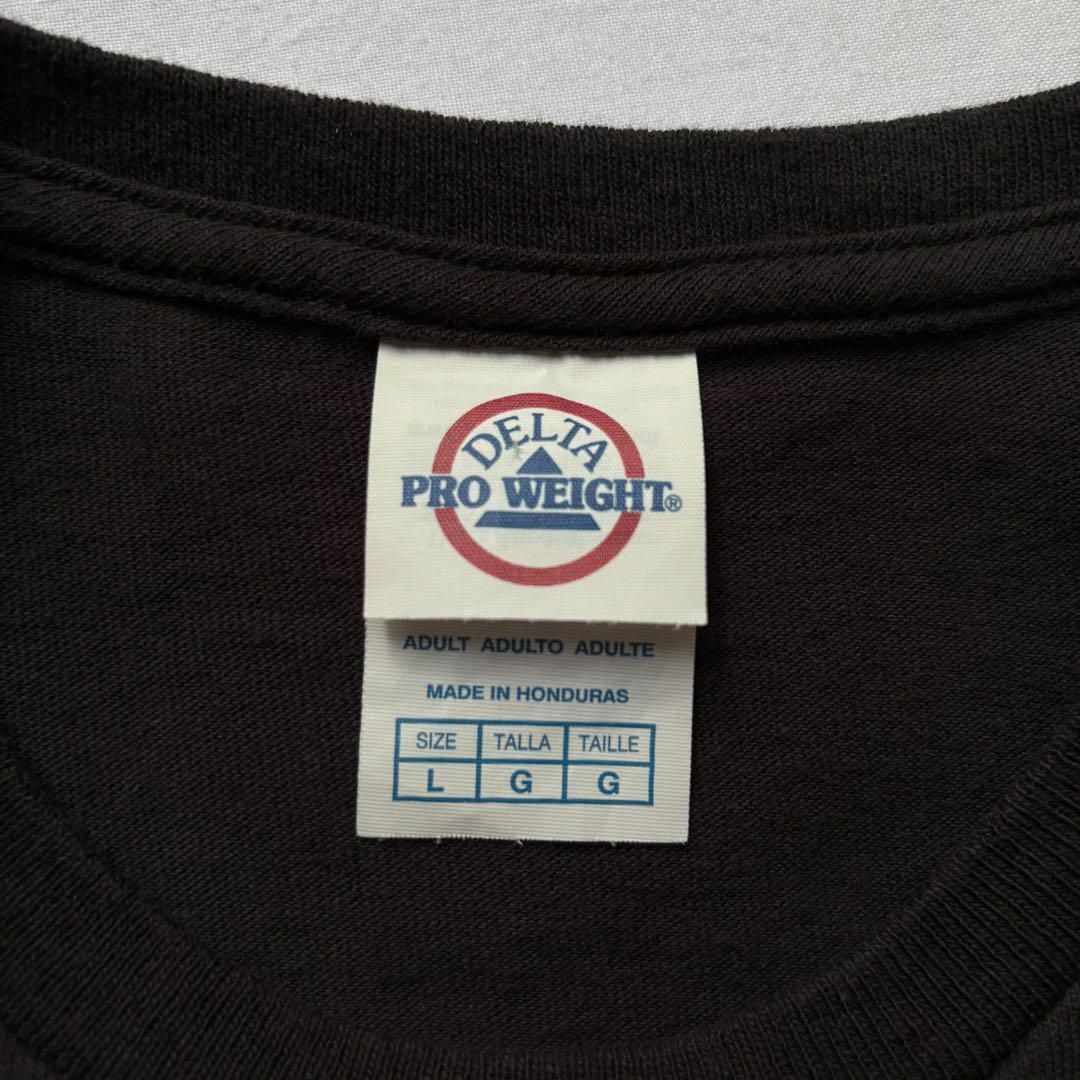 DELTA
PRO WEIGHT®
ADULT ADULTO ADULTE
MADE IN HONDURAS
SIZE TALLA TAILLE
L G G